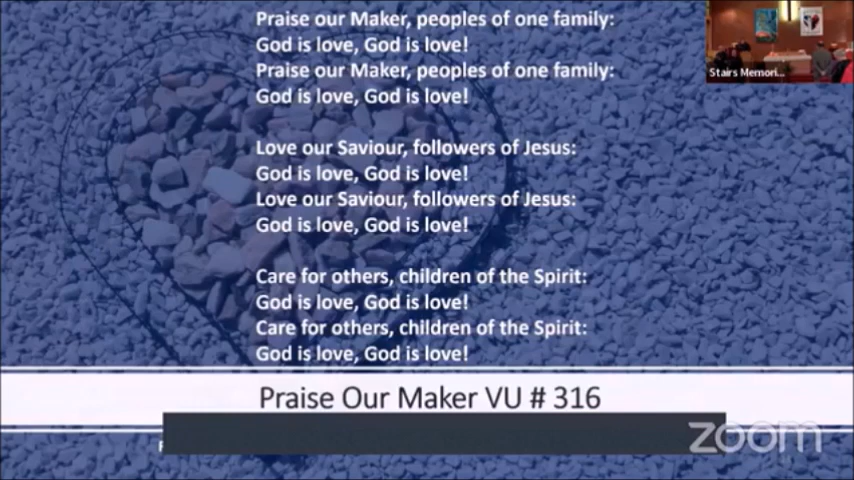 Praise our Maker, peoples of one family:
God is love, God is love!
Praise our Maker, peoples of one family:
God is love, God is love!
Love our Saviour, followers of Jesus:
God is love, God is love!
Love our Saviour, followers of Jesus:
God is love, God is love!
Care for others, children of the Spirit:
God is love, God is love!
Care for others, children of the Spirit:
God is love, God is love!
Praise Our Maker VU # 316
Stairs Memori...
zoom